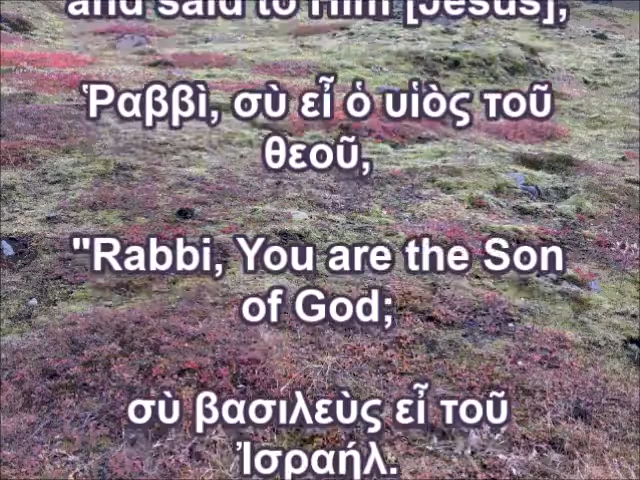 and said to Him [Jesus],
Ῥαββὶ, σὺ εἶ ὁ υἱὸς τοῦ
θεοῦ,
"Rabbi, You are the Son
of God;
σὺ βασιλεὺς εἶ τοῦ
Ἰσραήλ.